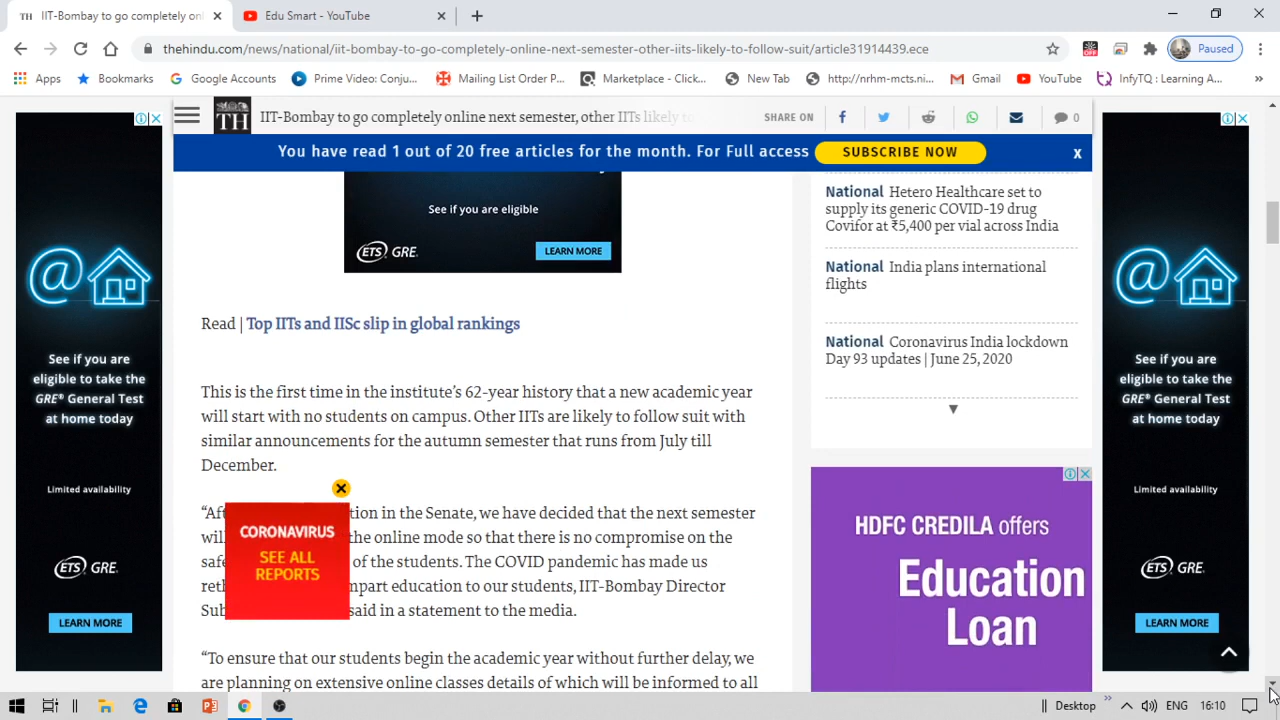 IIT-Bombay to go completely onl
Edu Smart - YouTube
thehindu.com/news/national/iit-bombay-to-go-completely-online-next-semester-other-iits-likely-to-follow-suit/article31914439.ece
OFF
Paused
Apps
Bookmarks
Google Accounts
Prime Video: Conju...
Mailing List Order P...
Marketplace - Click...
New Tab
http://nrhm-mcts.ni...
Gmail
YouTube
InfyTQ : Learning A...
»
TH
IIT-Bombay to go completely online next semester, other IITs likely to
SHARE ON
0
You have read 1 out of 20 free articles for the month. For Full access
SUBSCRIBE NOW
x
See if you are eligible
ETS GRE.
LEARN MORE
Read | Top IITs and IISc slip in global rankings
This is the first time in the institute's 62-year history that a new academic year
will start with no students on campus. Other IITs are likely to follow suit with
similar announcements for the autumn semester that runs from July till
December.
tion in the Senate, we have decided that the next semester
the online mode so that there is no compromise on the
of the students. The COVID pandemic has made us
mpart education to our students, IIT-Bombay Director
said in a statement to the media.
“To ensure that our students begin the academic year without further delay, we
are planning on extensive online classes details of which will be informed to all
CORONAVIRUS
SEE ALL
REPORTS
National Hetero Healthcare set to
supply its generic COVID-19 drug
Covifor at ₹5,400 per vial across India
National India plans international
flights
National Coronavirus India lockdown
Day 93 updates | June 25, 2020
HDFC CREDILA offers
Education
Loan
@
See if you are
eligible to take the
GRE® General Test
at home today
Limited availability
ETS GRE.
LEARN MORE
@
See if you are
eligible to take the
GRE® General Test
at home today
Limited availability
ETS GRE.
LEARN MORE
Desktop
»
ENG
16:10